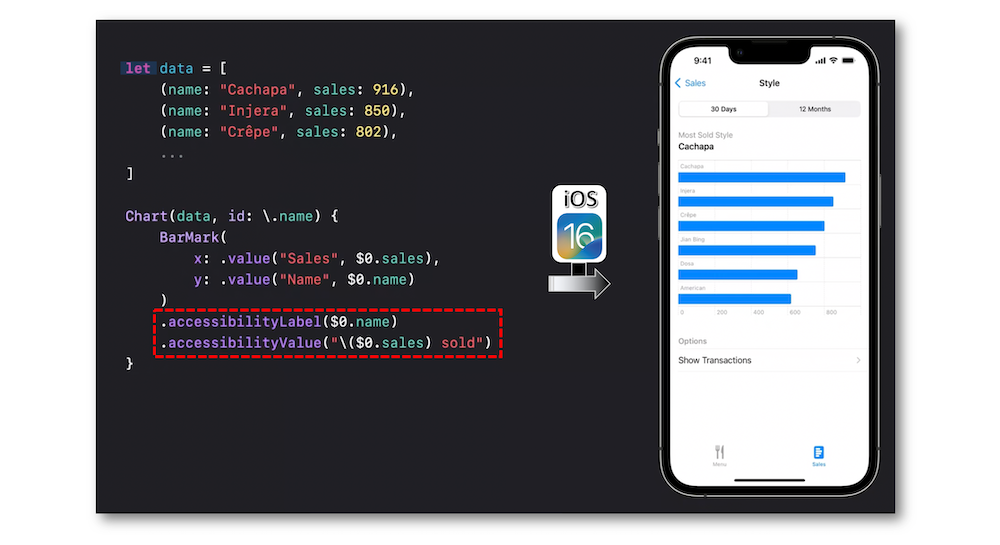 let data = [
(name: "Cachapa", sales: 916),
(name: "Injera", sales: 850),
(name: "Crêpe", sales: 802),
...
]
Chart(data, id: \.name) {
BarMark(
x: .value("Sales", $0.sales),
y: .value("Name", $0.name)
)
.accessibilityLabel($0.name)
.accessibilityValue("\($0.sales) sold")
}
iOS
16
9:41
Sales
Style
30 Days
12 Months
Most Sold Style
Cachapa
Cachapa
Injera
Crêpe
Jian Bing
Dosa
American
0 200 400 600 800
Options
Show Transactions
Menu
Sales